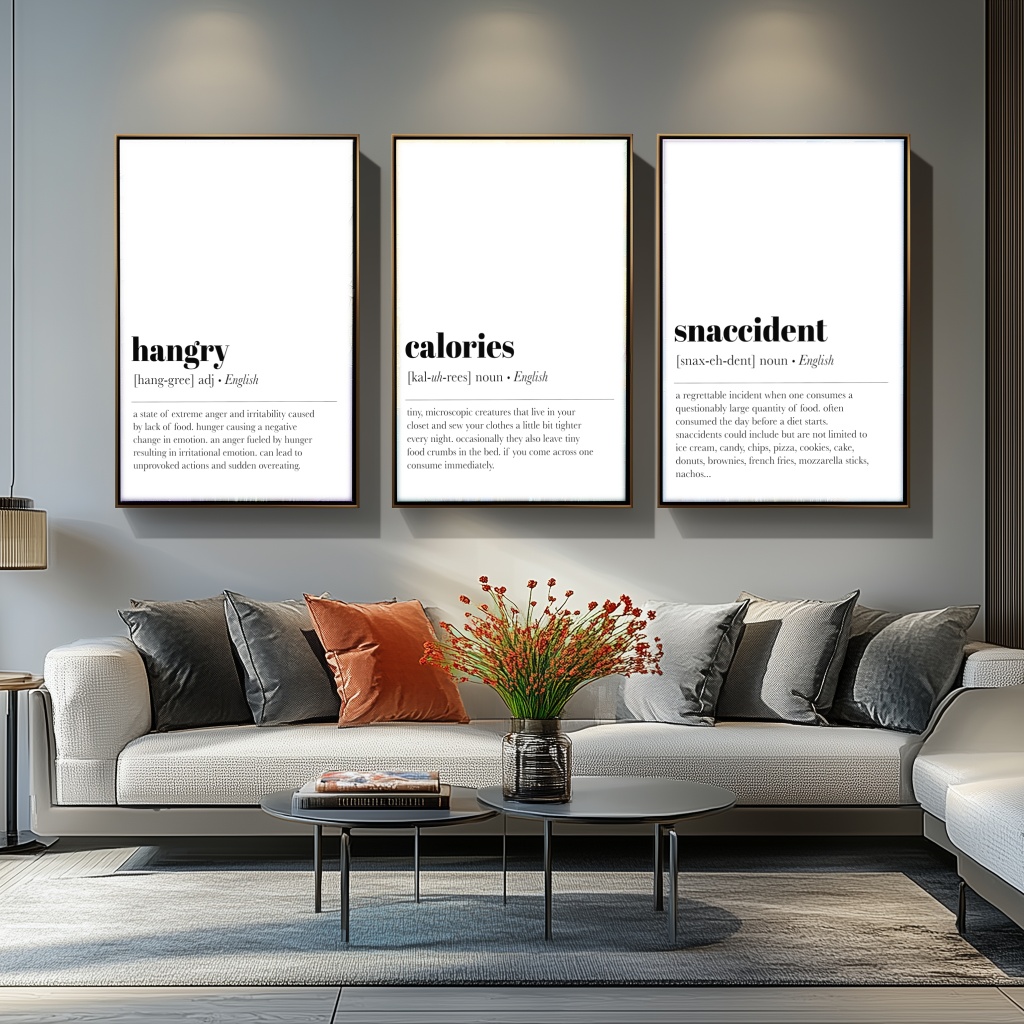 hangry
[hang-gree] adj • English
a state of extreme anger and irritability caused
by lack of food. hunger causing a negative
change in emotion. an anger fueled by hunger
resulting in irritational emotion. can lead to
unprovoked actions and sudden overeating.
calories
[kal-uh-rees] noun • English
tiny, microscopic creatures that live in your
closet and sew your clothes a little bit tighter
every night. occasionally they also leave tiny
food crumbs in the bed. if you come across one
consume immediately.
snaccident
[snax-eh-dent] noun • English
a regrettable incident when one consumes a
questionably large quantity of food. often
consumed the day before a diet starts.
snaccidents could include but are not limited to
ice cream, candy, chips, pizza, cookies, cake,
donuts, brownies, french fries, mozzarella sticks,
nachos...